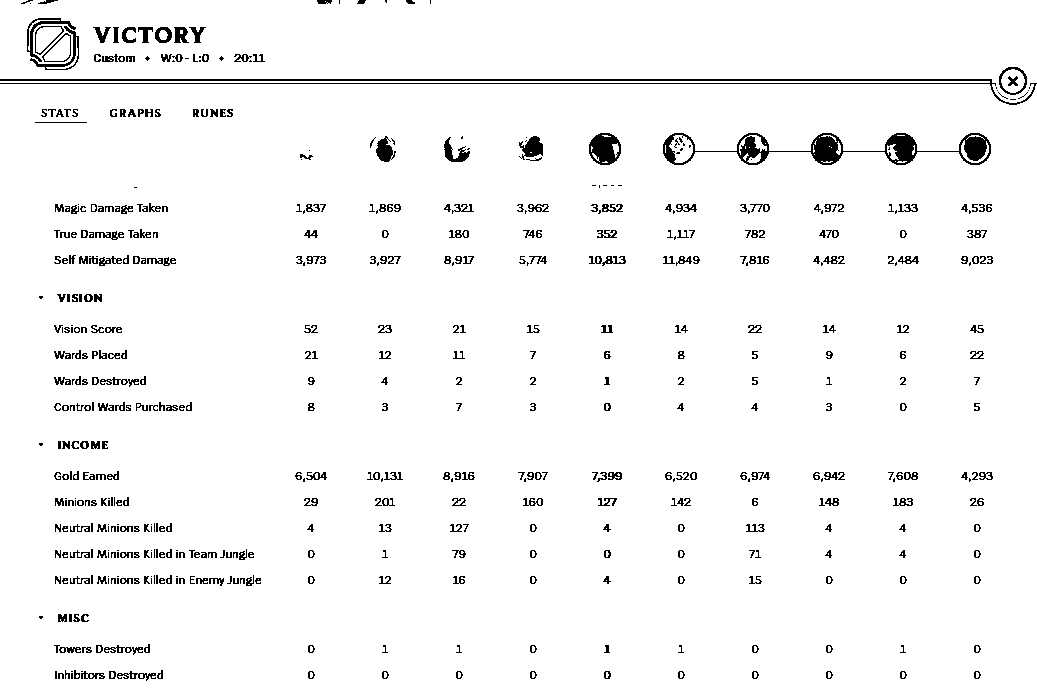 VICTORY
Custom • W:0 - L:0 • 20:11
STATS GRAPHS RUNES
Magic Damage Taken 1,837 1,869 4,321 3,962 3,852 4,934 3,770 4,972 1,133 4,536
True Damage Taken 44 0 180 746 352 1,117 782 470 0 387
Self Mitigated Damage 3,973 3,927 8,917 5,774 10,813 11,849 7,816 4,482 2,484 9,023
VISION
Vision Score 52 23 21 15 11 14 22 14 12 45
Wards Placed 21 12 11 7 6 8 5 9 6 22
Wards Destroyed 9 4 2 2 1 2 5 1 2 7
Control Wards Purchased 8 3 7 3 0 4 4 3 0 5
INCOME
Gold Earned 6,504 10,131 8,916 7,907 7,399 6,520 6,974 6,942 7,608 4,293
Minions Killed 29 201 22 160 127 142 6 148 183 26
Neutral Minions Killed 4 13 127 0 4 0 113 4 4 0
Neutral Minions Killed in Team Jungle 0 1 79 0 0 0 71 4 4 0
Neutral Minions Killed in Enemy Jungle 0 12 16 0 4 0 15 0 0 0
MISC
Towers Destroyed 0 1 1 0 1 1 0 0 1 0
Inhibitors Destroyed 0 0 0 0 0 0 0 0 0 0